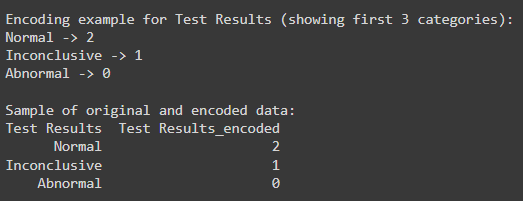 Encoding example for Test Results (showing first 3 categories):
Normal -> 2
Inconclusive -> 1
Abnormal -> 0
Sample of original and encoded data:
Test Results  Test Results_encoded
Normal 2
Inconclusive 1
Abnormal 0